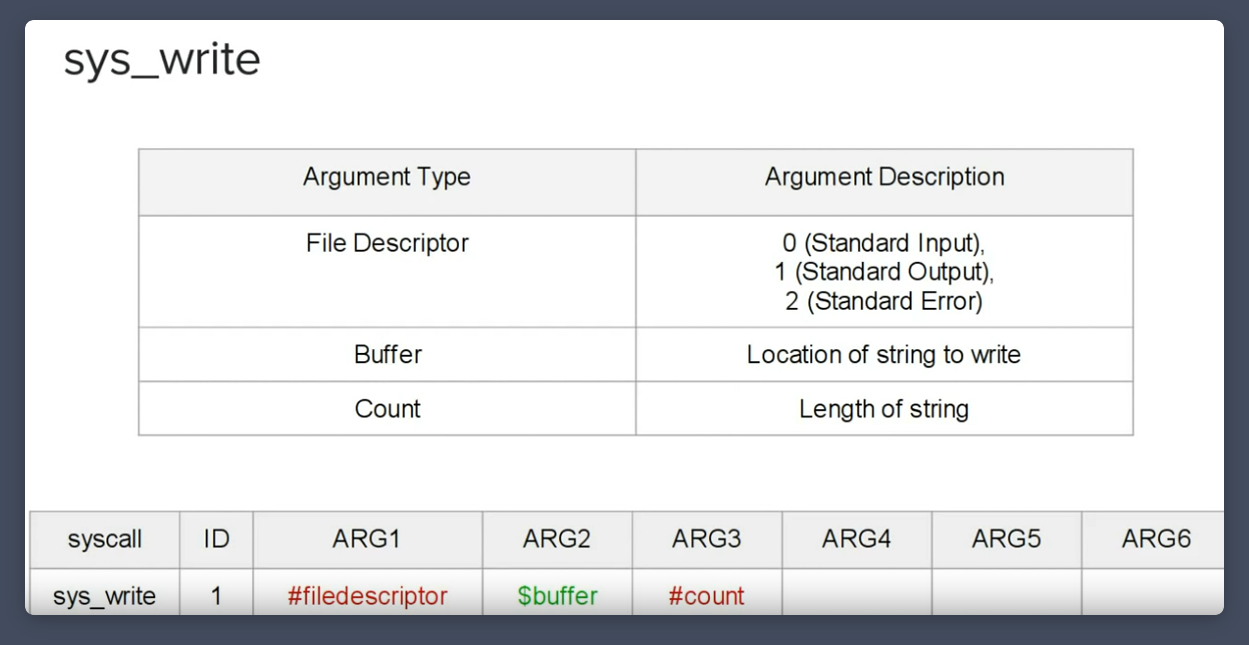 sys_write
Argument Type Argument Description
File Descriptor 0 (Standard Input),
1 (Standard Output),
2 (Standard Error)
Buffer Location of string to write
Count Length of string
syscall ID ARG1 ARG2 ARG3 ARG4 ARG5 ARG6
sys_write 1 #filedescriptor $buffer #count